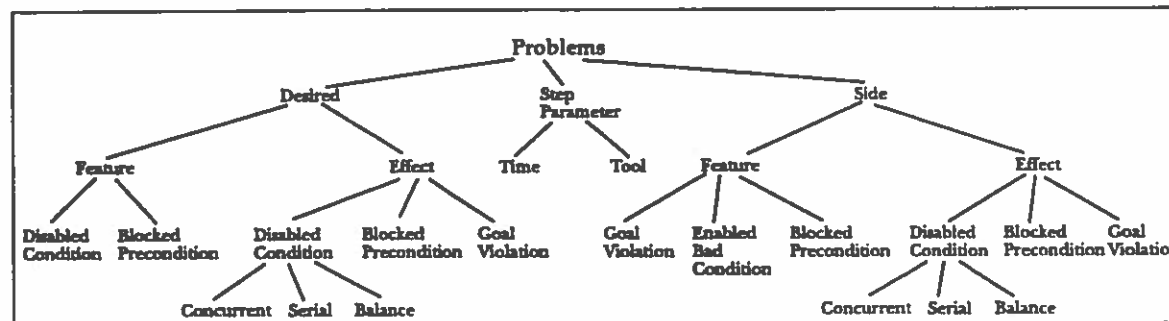 Problems
Desired
Step
Parameter
Side
Feature
Effect
Time
Tool
Feature
Effect
Disabled
Condition
Blocked
Precondition
Disabled
Condition
Blocked
Precondition
Goal
Violation
Goal
Violation
Enabled
Bad
Condition
Blocked
Precondition
Disabled
Condition
Blocked
Precondition
Goal
Violatio
Concurrent
Serial
Balance
Concurrent
Serial
Balance